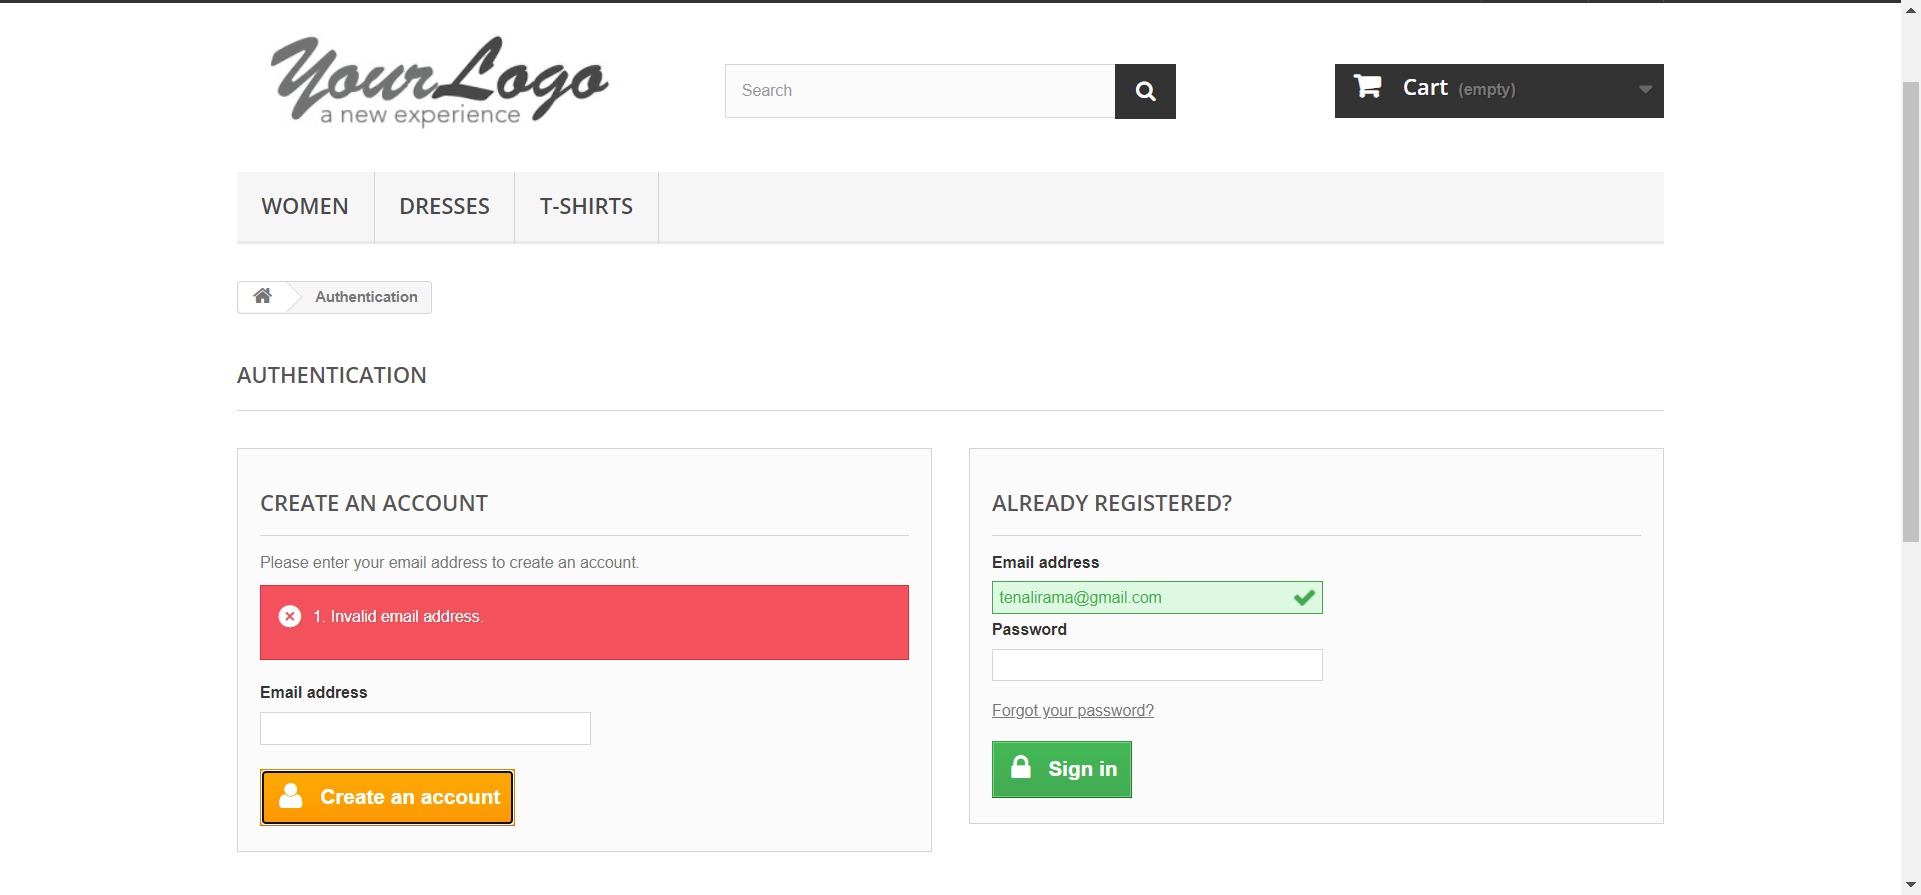 YourLogo
a new experience
Search
Cart (empty)
WOMEN
DRESSES
T-SHIRTS
Authentication
AUTHENTICATION
CREATE AN ACCOUNT
Please enter your email address to create an account.
1. Invalid email address.
Email address
Create an account
ALREADY REGISTERED?
Email address
tenalirama@gmail.com
Password
Forgot your password?
Sign in